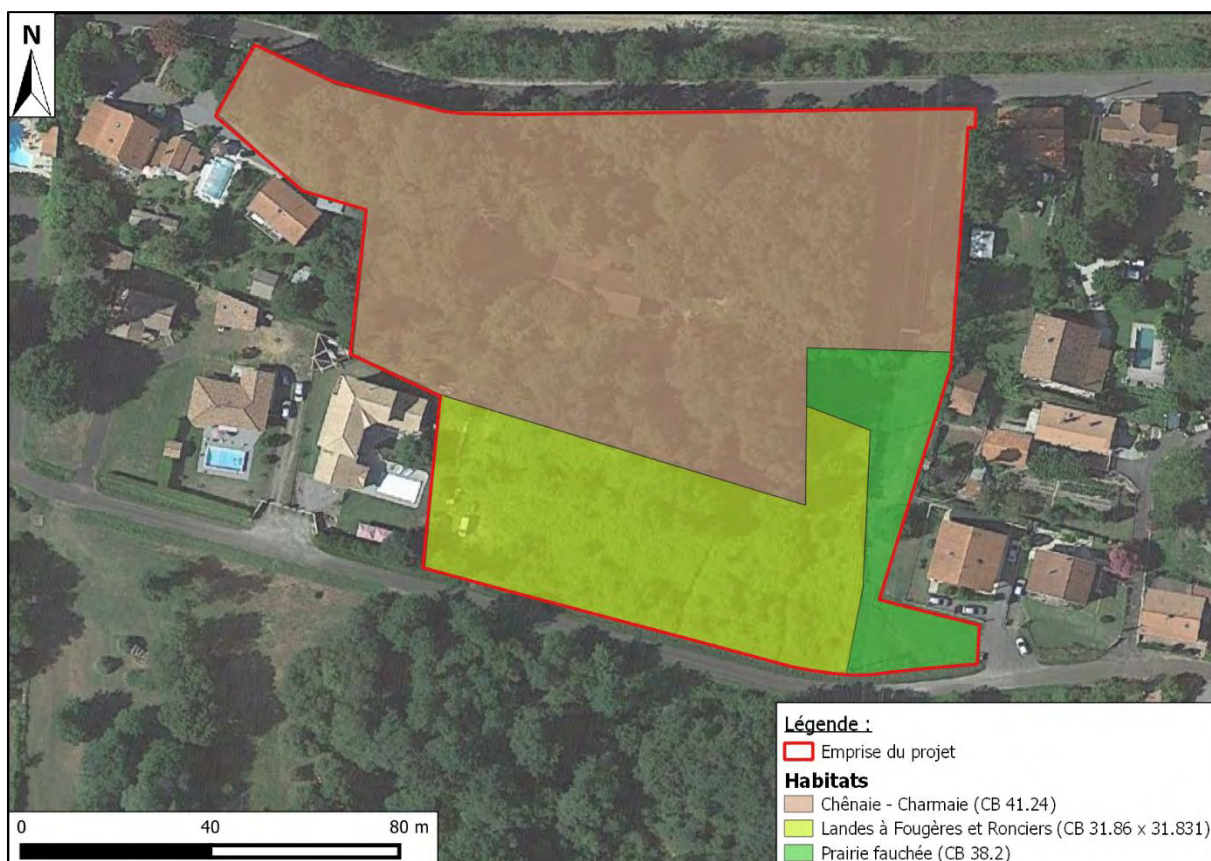 N
Légende :
Emprise du projet
Habitats
Chênaie - Charmaie (CB 41.24)
Landes à Fougères et Ronciers (CB 31.86 x 31.831)
Prairie fauchée (CB 38.2)
0 40 80 m